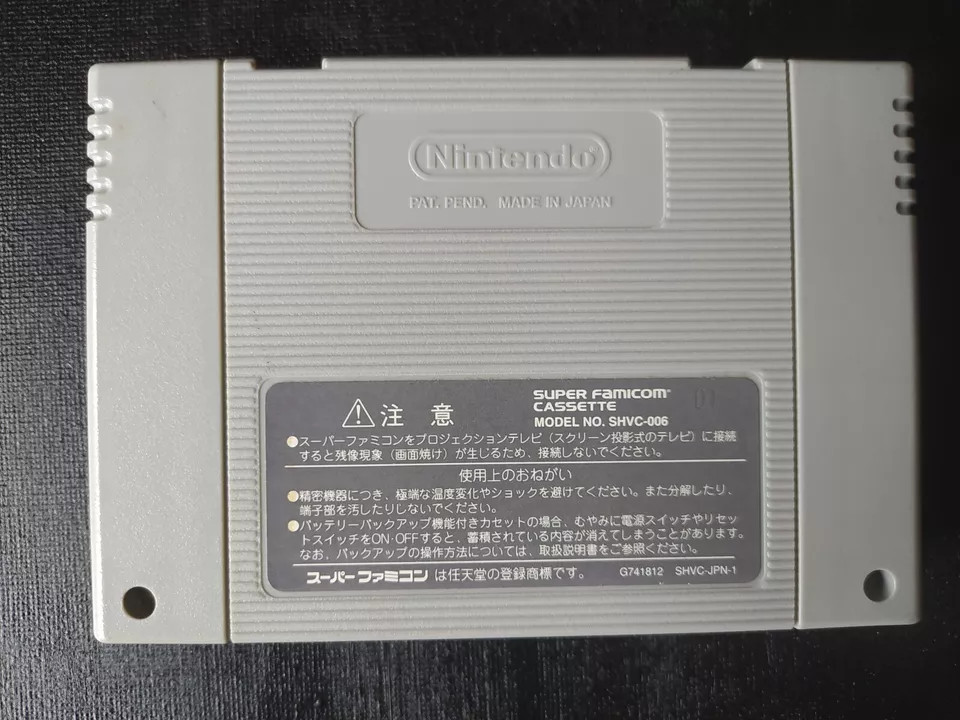 Nintendo®
PAT. PEND. MADE IN JAPAN
SUPER FAMICOM™
CASSETTE
MODEL NO. SHVC-006
01
⚠注 意
●スーパーファミコンをプロジェクションテレビ(スクリーン投影式のテレビ)に接続
すると残像現象(画面焼け)が生じるため、接続しないでください。
使用上のおねがい
●精密機器につき、極端な温度変化やショックを避けてください。また分解したり、
端子部を汚したりしないでください。
●バッテリーバックアップ機能付きカセットの場合、むやみに電源スイッチやリセッ
トスイッチをON・OFFすると、蓄積されている内容が消えてしまうことがあります。
なお、バックアップの操作方法については、取扱説明書をご参照ください。
スーパーファミコン は任天堂の登録商標です。 G741812 SHVC-JPN-1